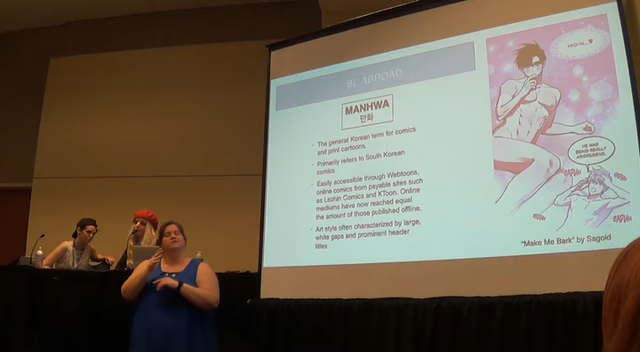 BL ABROAD
MANHWA
만화
- The general Korean term for comics
and print cartoons.
- Primarily refers to South Korean
comics
- Easily accessible through Webtoons,
online comics from payable sites such
as Lezhin Comics and KToon. Online
mediums have now reached equal
the amount of those published offline.
- Art style often characterized by large,
white gaps and prominent header
titles
HE HAS
BEING REALLY
AGGRESSIVE.
"Make Me Bark" by Sagold